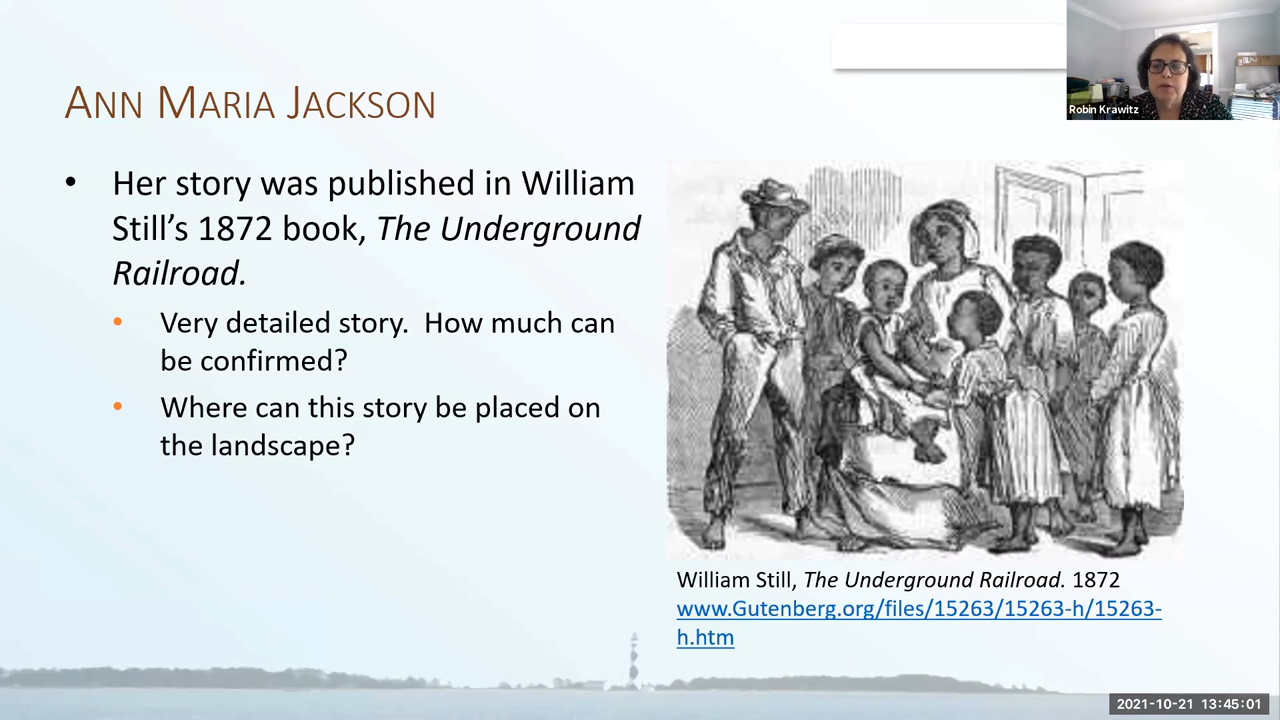 ANN MARIA JACKSON
• Her story was published in William
Still’s 1872 book, The Underground
Railroad.
• Very detailed story.  How much can
be confirmed?
• Where can this story be placed on
the landscape?
Robin Krawitz
William Still, The Underground Railroad. 1872
www.Gutenberg.org/files/15263/15263-h/15263-
h.htm
2021-10-21 13:45:01